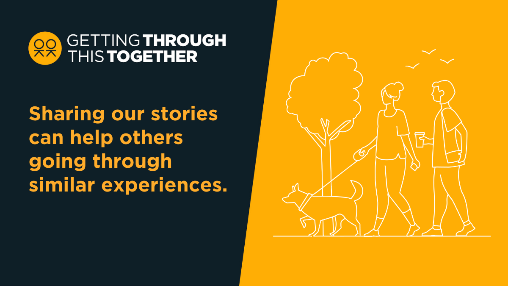 GETTING THROUGH
THIS TOGETHER
Sharing our stories
can help others
going through
similar experiences.